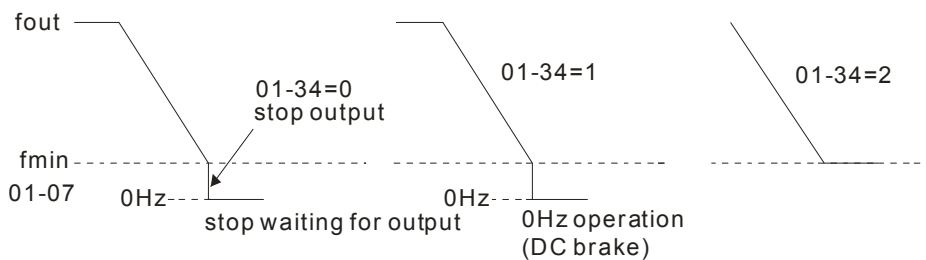 fout
01-34=0
stop output
fmin
01-07
0Hz
stop waiting for output
01-34=1
0Hz
0Hz operation
(DC brake)
01-34=2